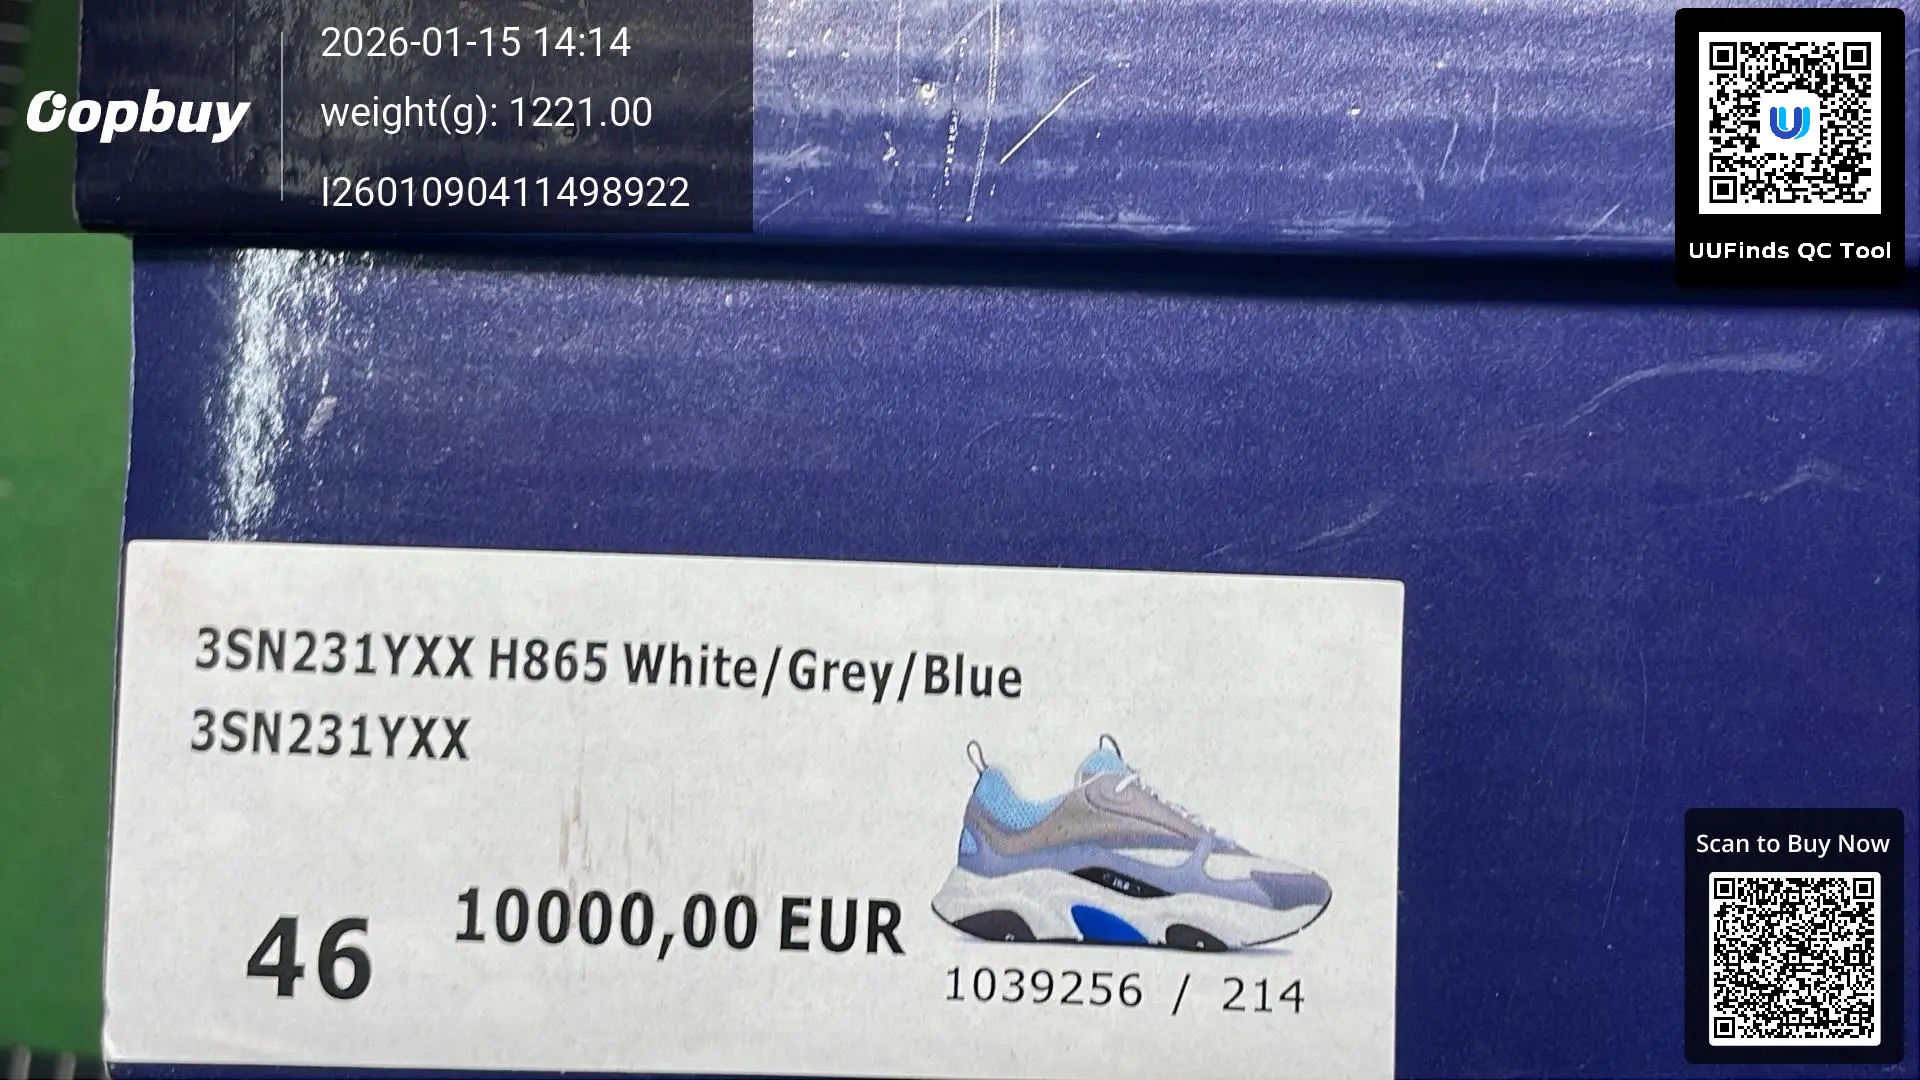 Oopbuy
2026-01-15 14:14
weight(g): 1221.00
I2601090411498922
UUFinds QC Tool
3SN231YXX H865 White/Grey/Blue
3SN231YXX
46
10000,00 EUR
1039256 / 214
Scan to Buy Now